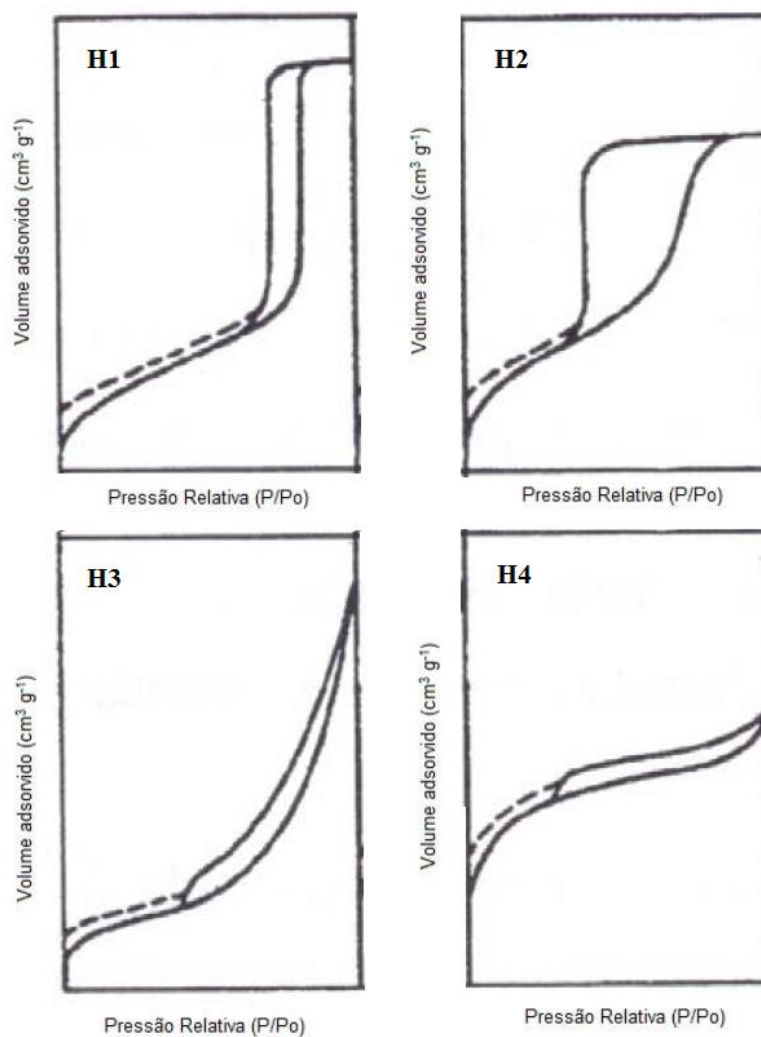 H1
Volume adsorvido (cm³ g⁻¹)
Pressão Relativa (P/Po)
H2
Volume adsorvido (cm³ g⁻¹)
Pressão Relativa (P/Po)
H3
Volume adsorvido (cm³ g⁻¹)
Pressão Relativa (P/Po)
H4
Volume adsorvido (cm³ g⁻¹)
Pressão Relativa (P/Po)